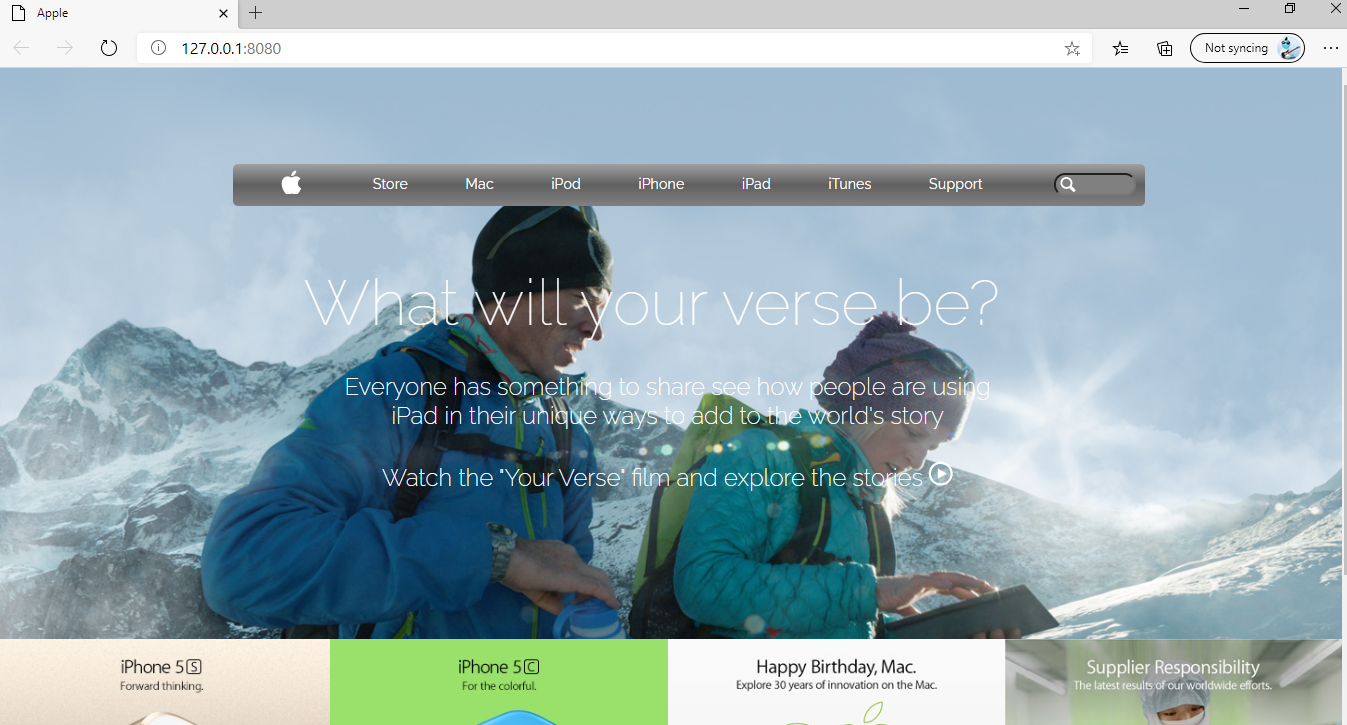 Apple
127.0.0.1:8080
Not syncing
Store Mac iPod iPhone iPad iTunes Support
What will your verse be?
Everyone has something to share see how people are using
iPad in their unique ways to add to the world's story
Watch the "Your Verse" film and explore the stories
iPhone 5S
Forward thinking.
iPhone 5C
For the colorful.
Happy Birthday, Mac.
Explore 30 years of innovation on the Mac.
Supplier Responsibility
The latest results of our worldwide efforts.